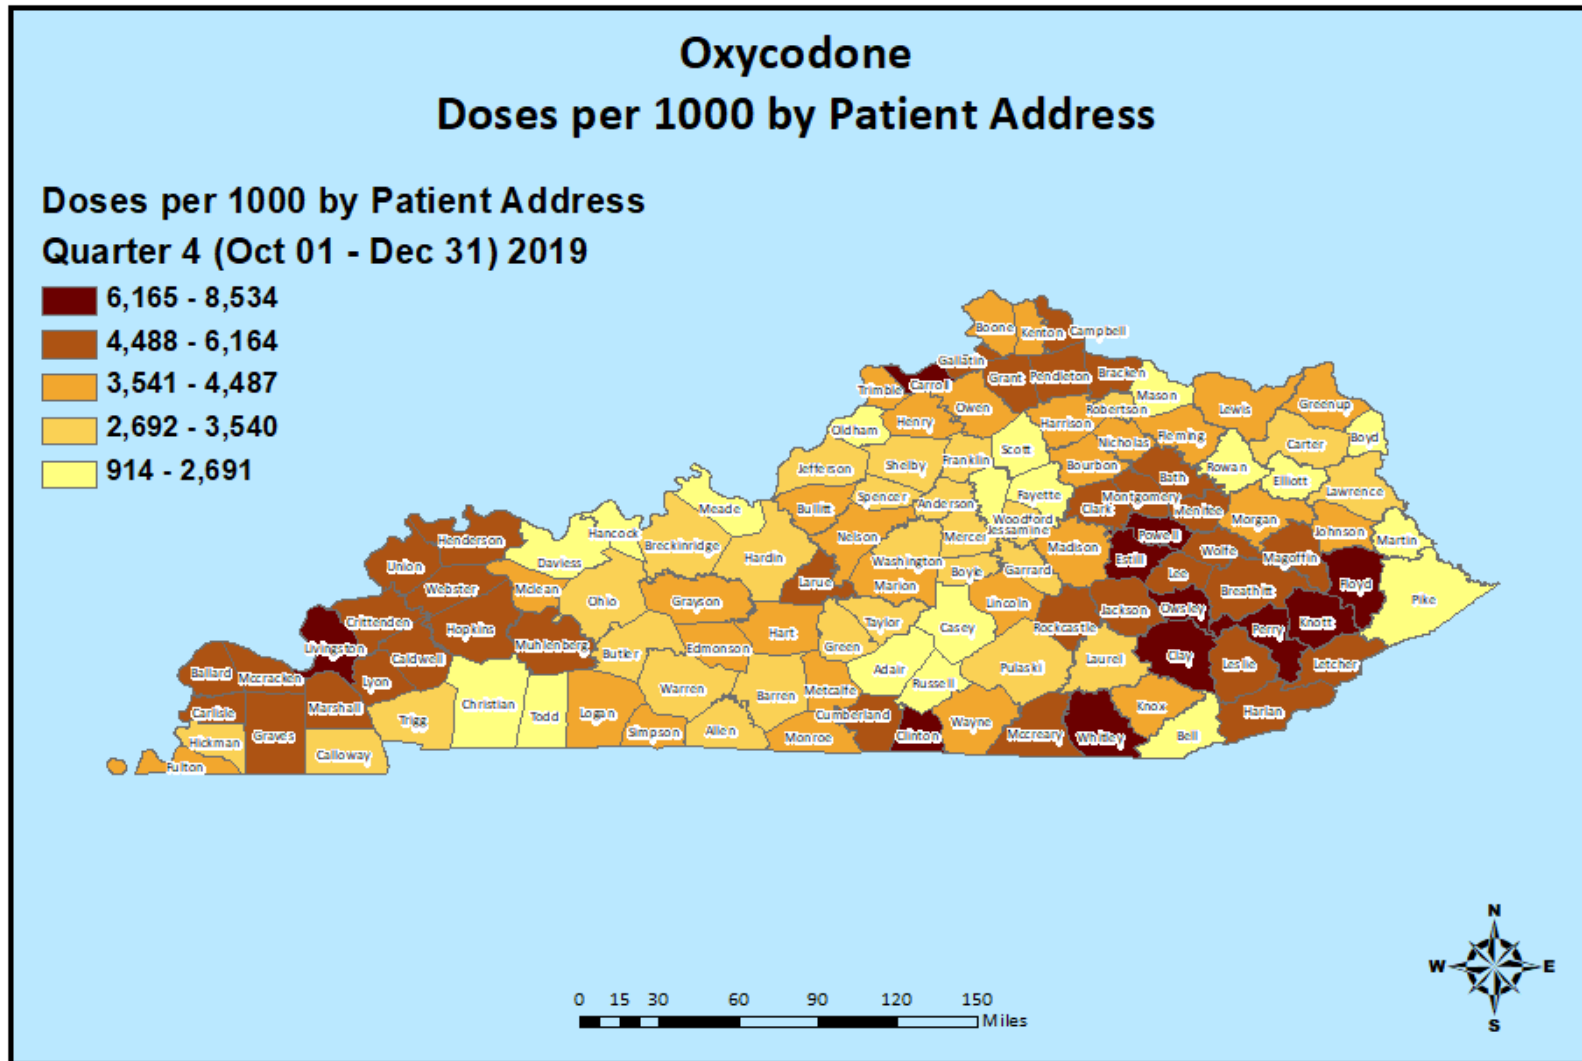 Oxycodone
Doses per 1000 by Patient Address
Doses per 1000 by Patient Address
Quarter 4 (Oct 01 - Dec 31) 2019
6,165 - 8,534
4,488 - 6,164
3,541 - 4,487
2,692 - 3,540
914 - 2,691
Boone
Kenton
Campbell
Gallatin
Grant
Pendleton
Bracken
Trimble
Carroll
Mason
Owen
Robertson
Lewis
Greenup
Oldham
Henry
Harrison
Scott
Nicholas
Fleming
Carter
Boyd
Jefferson
Shelby
Franklin
Bourbon
Rowan
Bath
Elliott
Lawrence
Meade
Bullitt
Spencer
Anderson
Fayette
Clark
Montgomery
Menifee
Woodford
Jessamine
Morgan
Johnson
Martin
Henderson
Hancock
Breckinridge
Nelson
Mercer
Madison
Powell
Daviess
Hardin
Washington
Estill
Wolfe
Magoffin
Union
Webster
Mclean
Larue
Boyle
Garrard
Lee
Floyd
Pike
Ohio
Grayson
Marion
Lincoln
Jackson
Breathitt
Crittenden
Hopkins
Muhlenberg
Hart
Taylor
Casey
Rockcastle
Owsley
Perry
Knott
Livingston
Caldwell
Butler
Edmonson
Green
Adair
Pulaski
Laurel
Clay
Leslie
Letcher
Ballard
Mccracken
Lyon
Warren
Barren
Metcalfe
Russell
Carlisle
Marshall
Trigg
Christian
Todd
Logan
Cumberland
Knox
Harlan
Hickman
Graves
Simpson
Allen
Monroe
Clinton
Wayne
Mccreary
Whitley
Bell
Calloway
Fulton
N
W
E
S
0 15 30 60 90 120 150
Miles